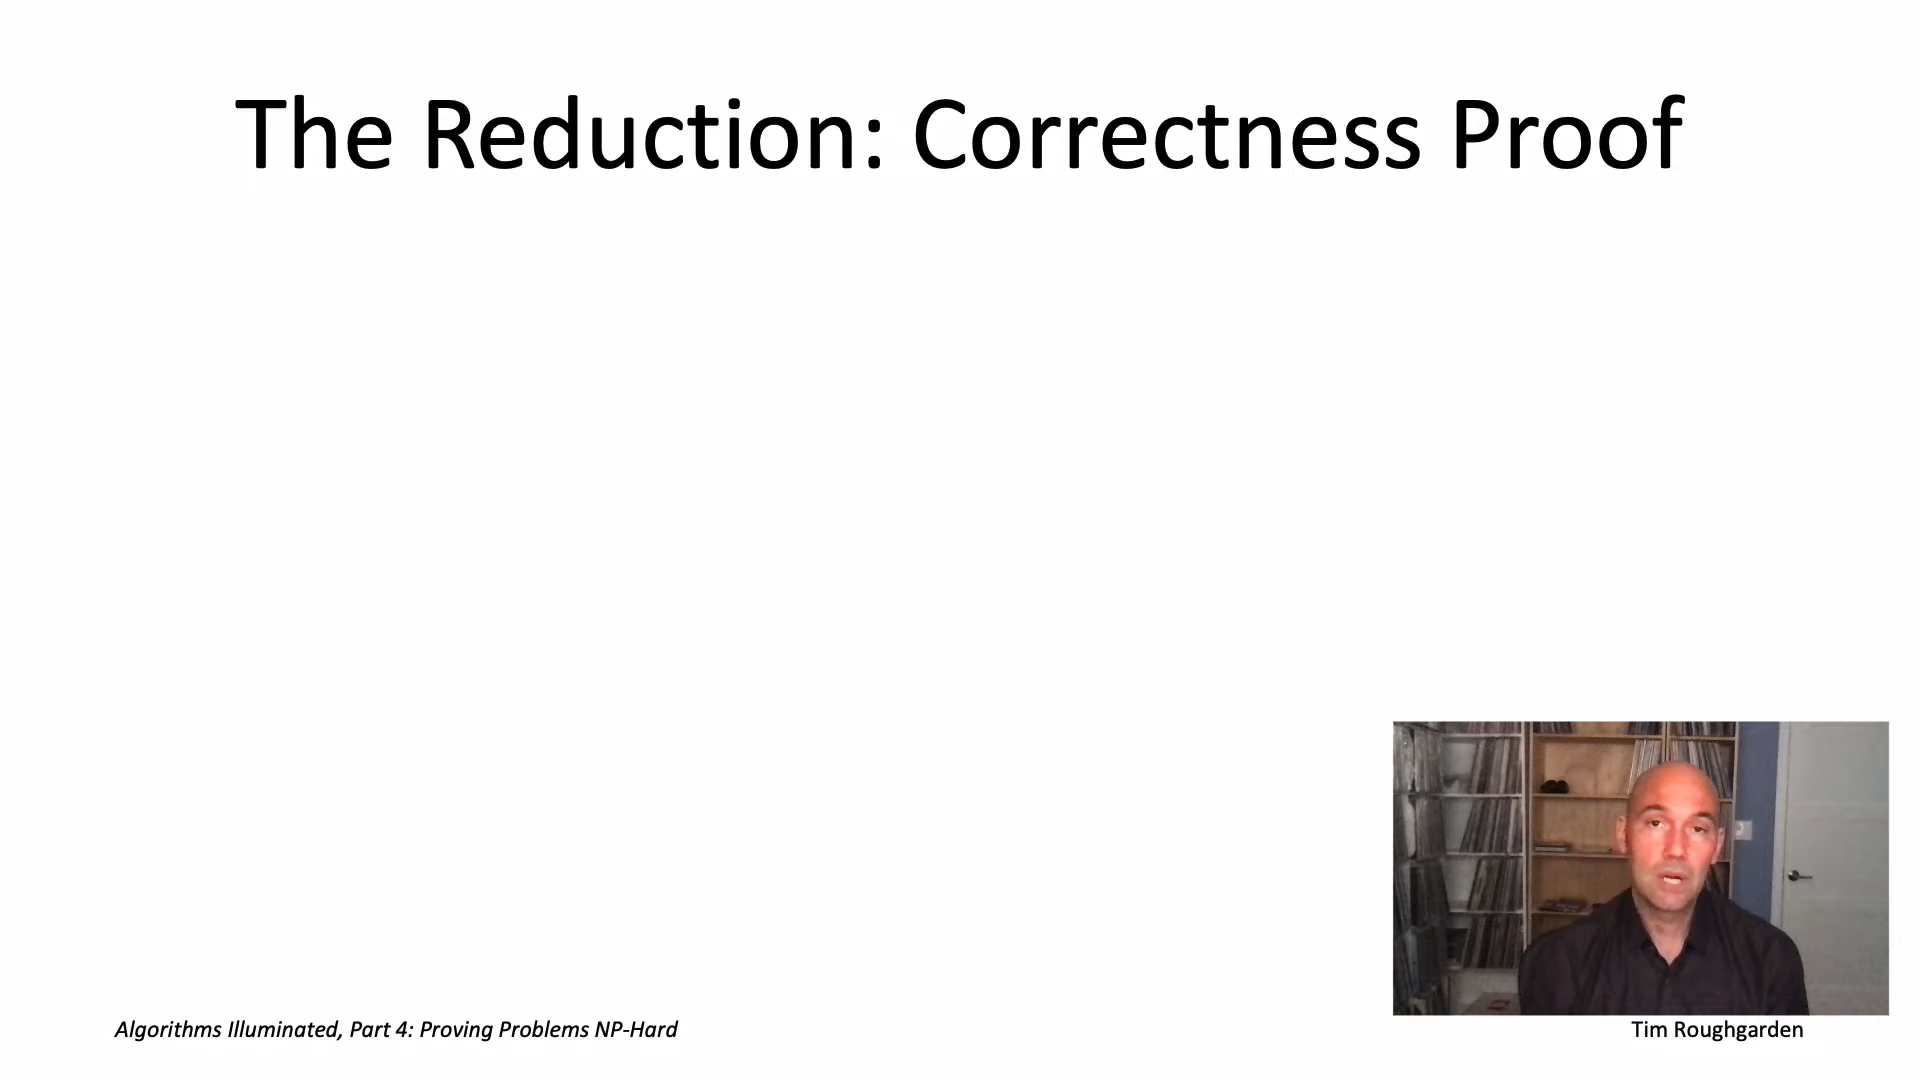 The Reduction: Correctness Proof
Algorithms Illuminated, Part 4: Proving Problems NP-Hard
Tim Roughgarden